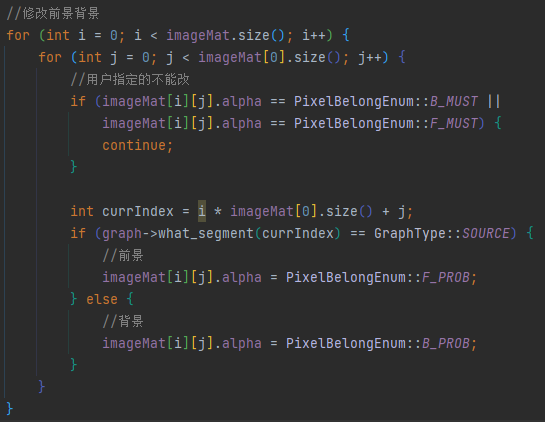 //修改前景背景
for (int i = 0; i < imageMat.size(); i++) {
    for (int j = 0; j < imageMat[0].size(); j++) {
        //用户指定的不能改
        if (imageMat[i][j].alpha == PixelBelongEnum::B_MUST ||
            imageMat[i][j].alpha == PixelBelongEnum::F_MUST) {
            continue;
        }

        int currIndex = i * imageMat[0].size() + j;
        if (graph->what_segment(currIndex) == GraphType::SOURCE) {
            //前景
            imageMat[i][j].alpha = PixelBelongEnum::F_PROB;
        } else {
            //背景
            imageMat[i][j].alpha = PixelBelongEnum::B_PROB;
        }
    }
}